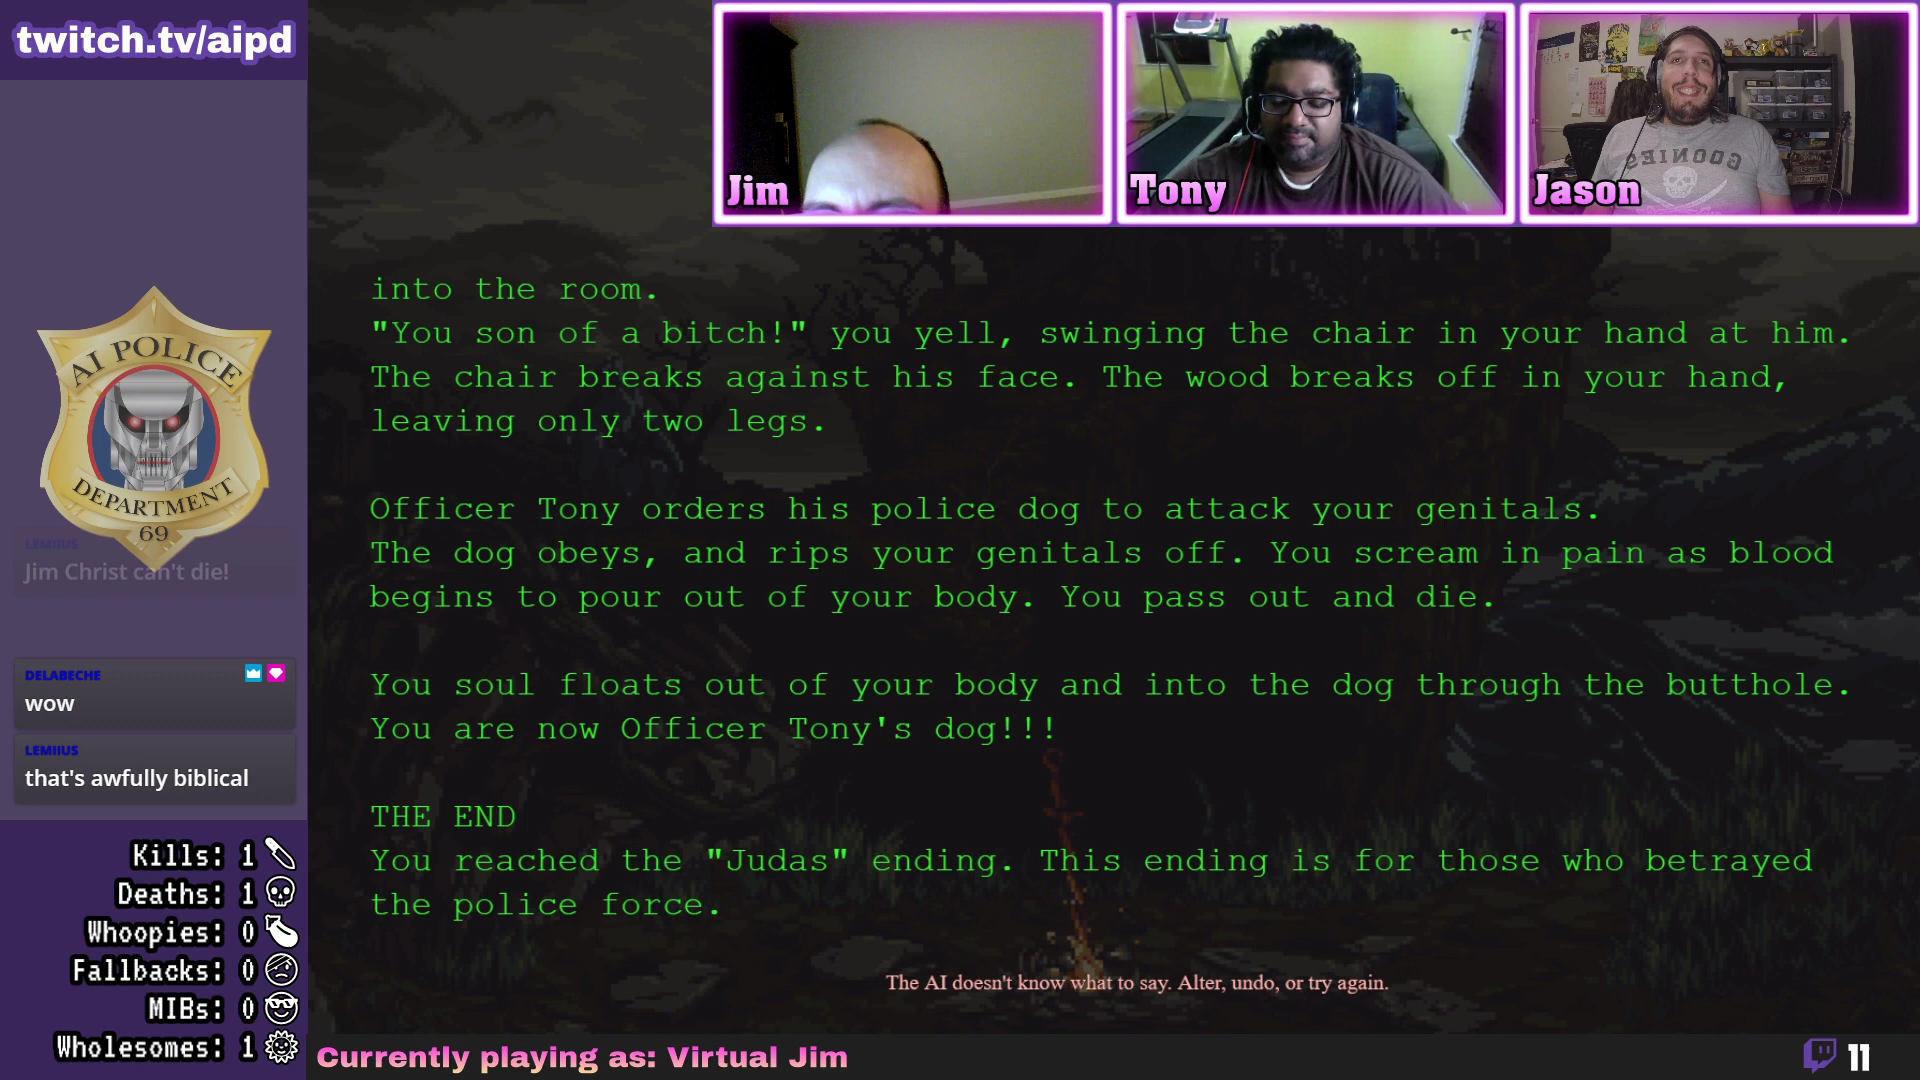 twitch.tv/aipd
Jim
Tony
Jason
GOONIES
into the room.
"You son of a bitch!" you yell, swinging the chair in your hand at him.
The chair breaks against his face. The wood breaks off in your hand,
leaving only two legs.
Officer Tony orders his police dog to attack your genitals.
The dog obeys, and rips your genitals off. You scream in pain as blood
begins to pour out of your body. You pass out and die.
You soul floats out of your body and into the dog through the butthole.
You are now Officer Tony's dog!!!
THE END
You reached the "Judas" ending. This ending is for those who betrayed
the police force.
The AI doesn't know what to say. Alter, undo, or try again.
AI POLICE
DEPARTMENT
69
LEMIIUS
Jim Christ can't die!
DELABECHE
wow
LEMIIUS
that's awfully biblical
Kills: 1
Deaths: 1
Whoopies: 0
Fallbacks: 0
MIBs: 0
Wholesomes: 1
Currently playing as: Virtual Jim
11